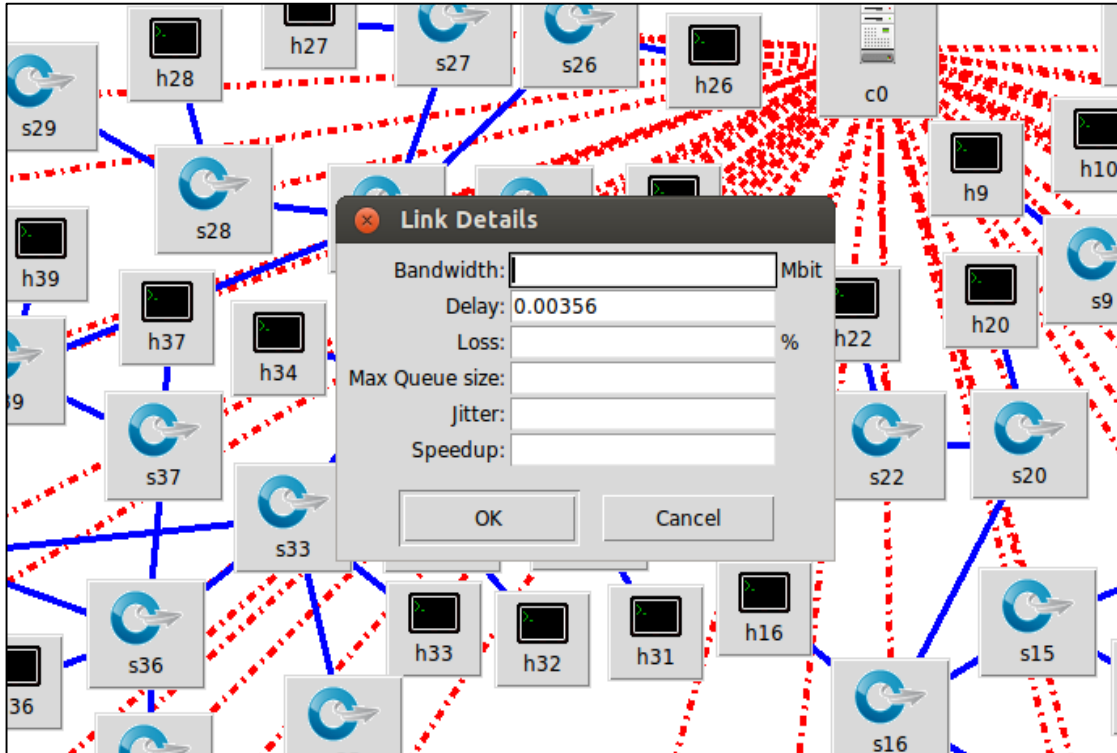 h27
s27
s26
h28
h26
c0
s29
h10
h9
s28
h39
Link Details
Bandwidth:
Mbit
Delay: 0.00356
s9
h37
h22
h20
Loss:
%
h34
Max Queue size:
39
Jitter:
Speedup:
s37
s22
s20
OK
Cancel
s33
h33
h32
h31
h16
s15
s36
36
s16